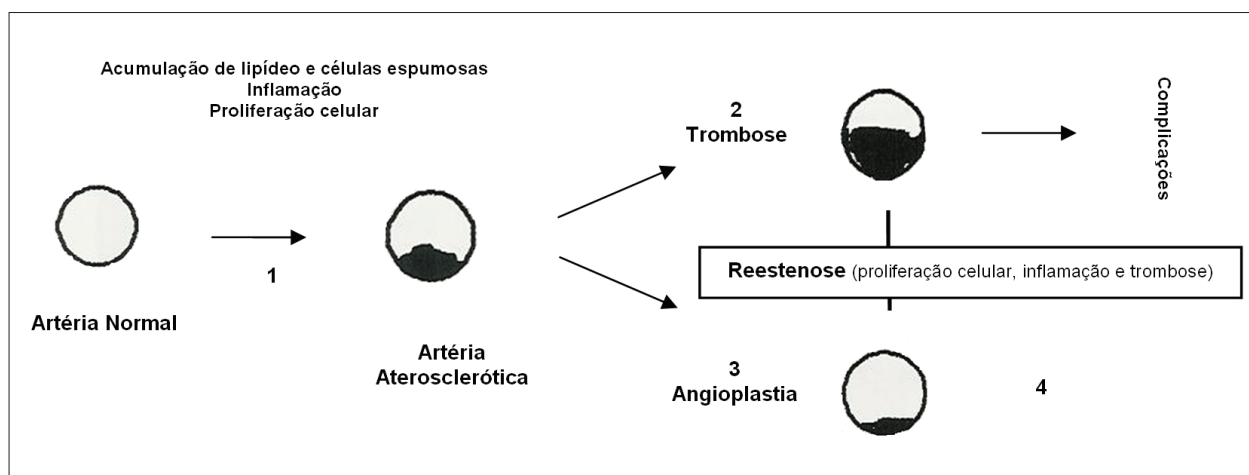 Acumulação de lipídeo e células espumosas
Inflamação
Proliferação celular
1
Artéria Normal
Artéria
Aterosclerótica
2
Trombose
Complicações
Reestenose (proliferação celular, inflamação e trombose)
3
Angioplastia
4